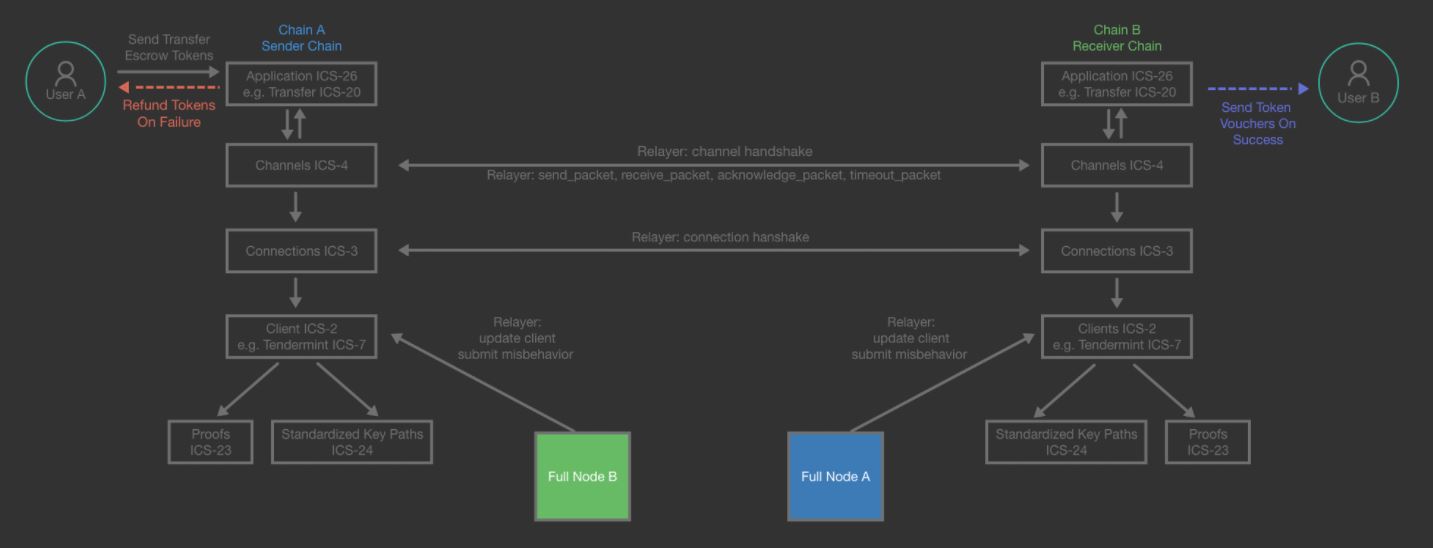 Send Transfer
Escrow Tokens
User A
Refund Tokens
On Failure
Chain A
Sender Chain
Application ICS-26
e.g. Transfer ICS-20
Channels ICS-4
Connections ICS-3
Client ICS-2
e.g. Tendermint ICS-7
Proofs
ICS-23
Standardized Key Paths
ICS-24
Relayer: channel handshake
Relayer: send_packet, receive_packet, acknowledge_packet, timeout_packet
Relayer: connection hanshake
Relayer:
update client
submit misbehavior
Full Node B
Relayer:
update client
submit misbehavior
Full Node A
Chain B
Receiver Chain
Application ICS-26
e.g. Transfer ICS-20
Channels ICS-4
Connections ICS-3
Clients ICS-2
e.g. Tendermint ICS-7
Standardized Key Paths
ICS-24
Proofs
ICS-23
Send Token
Vouchers On
Success
User B